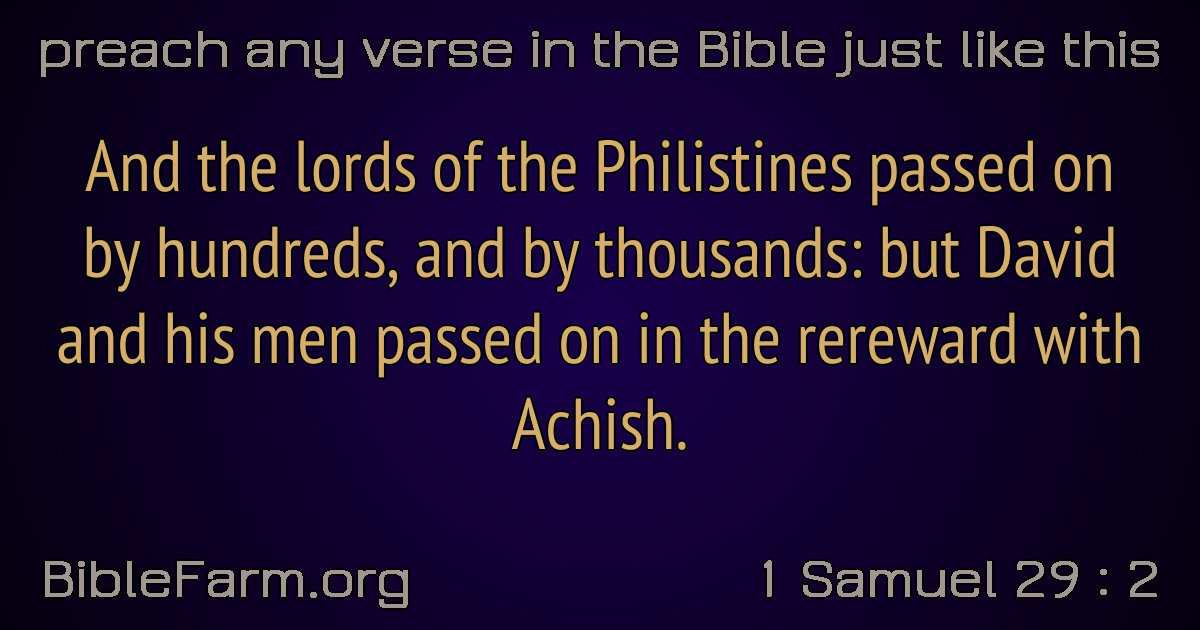 preach any verse in the Bible just like this
And the lords of the Philistines passed on
by hundreds, and by thousands: but David
and his men passed on in the rereward with
Achish.
BibleFarm.org
1 Samuel 29 : 2